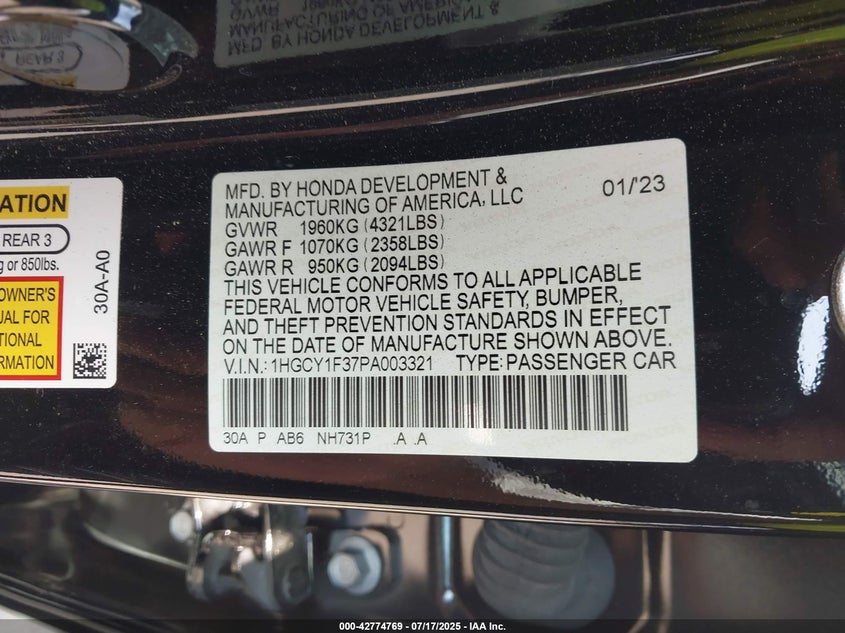 MFD. BY HONDA DEVELOPMENT &
MANUFACTURING OF AMERICA, LLC
01/'23
GVWR 1960KG (4321LBS)
GAWR F 1070KG (2358LBS)
GAWR R 950KG (2094LBS)
THIS VEHICLE CONFORMS TO ALL APPLICABLE
FEDERAL MOTOR VEHICLE SAFETY, BUMPER,
AND THEFT PREVENTION STANDARDS IN EFFECT
ON THE DATE OF MANUFACTURE SHOWN ABOVE.
V.I.N.: 1HGCY1F37PA003321 TYPE: PASSENGER CAR
30A P AB6 NH731P .A .A
ATION
REAR 3
g or 850lbs.
OWNER'S
UAL FOR
TIONAL
RMATION
30A-A0
000-42774769 - 07/17/2025 - IAA Inc.